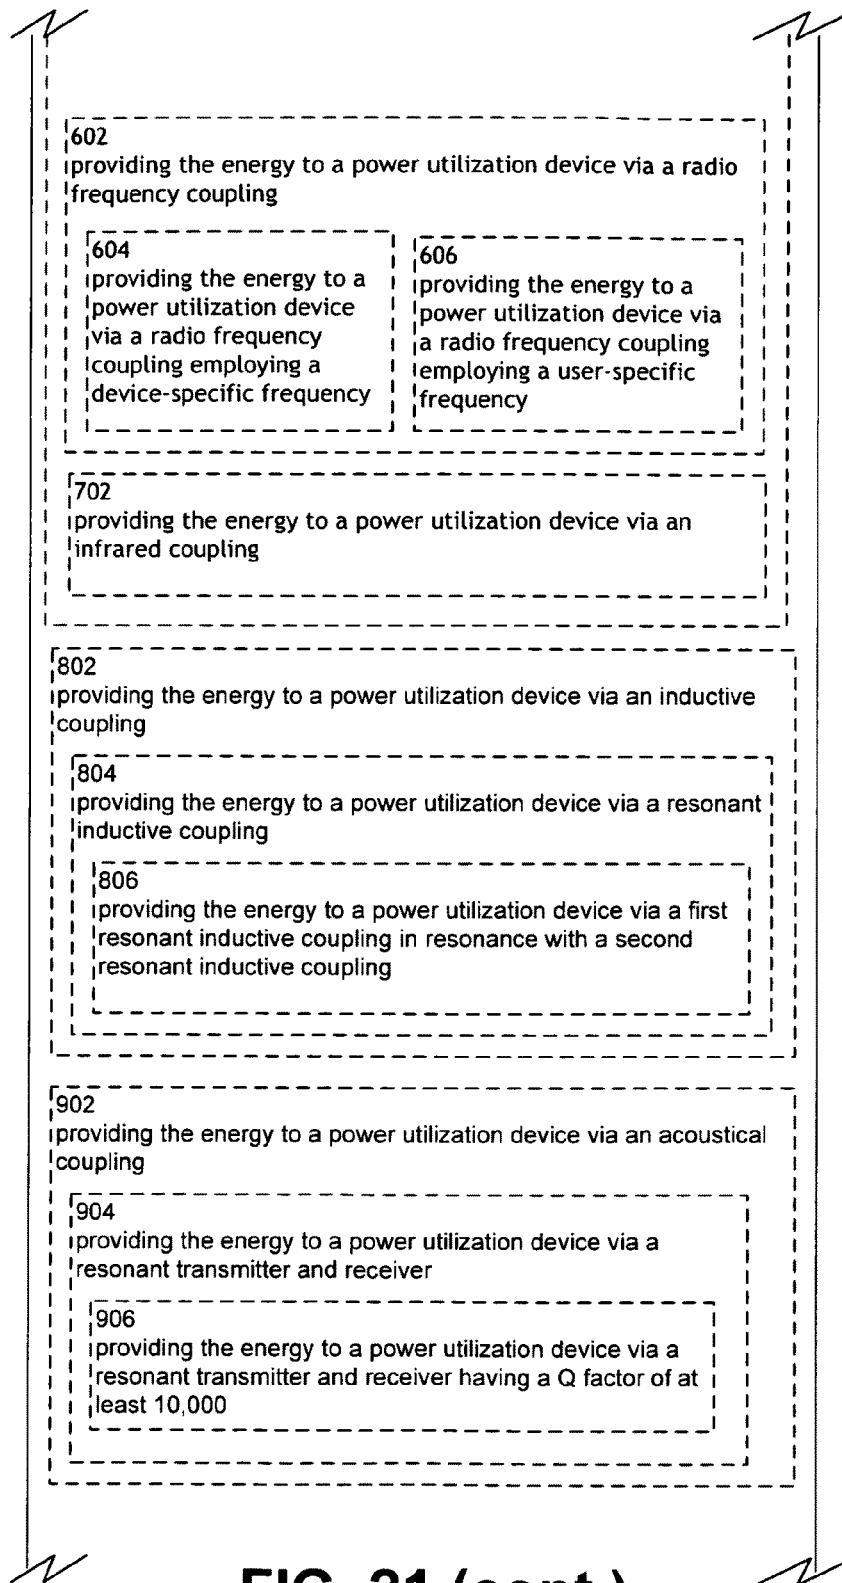 602
providing the energy to a power utilization device via a radio
frequency coupling
604
providing the energy to a
power utilization device
via a radio frequency
coupling employing a
device-specific frequency
606
providing the energy to a
power utilization device via
a radio frequency coupling
employing a user-specific
frequency
702
providing the energy to a power utilization device via an
infrared coupling
802
providing the energy to a power utilization device via an inductive
coupling
804
providing the energy to a power utilization device via a resonant
inductive coupling
806
providing the energy to a power utilization device via a first
resonant inductive coupling in resonance with a second
resonant inductive coupling
902
providing the energy to a power utilization device via an acoustical
coupling
904
providing the energy to a power utilization device via a
resonant transmitter and receiver
906
providing the energy to a power utilization device via a
resonant transmitter and receiver having a Q factor of at
least 10,000
FIG. 21 (cont.)